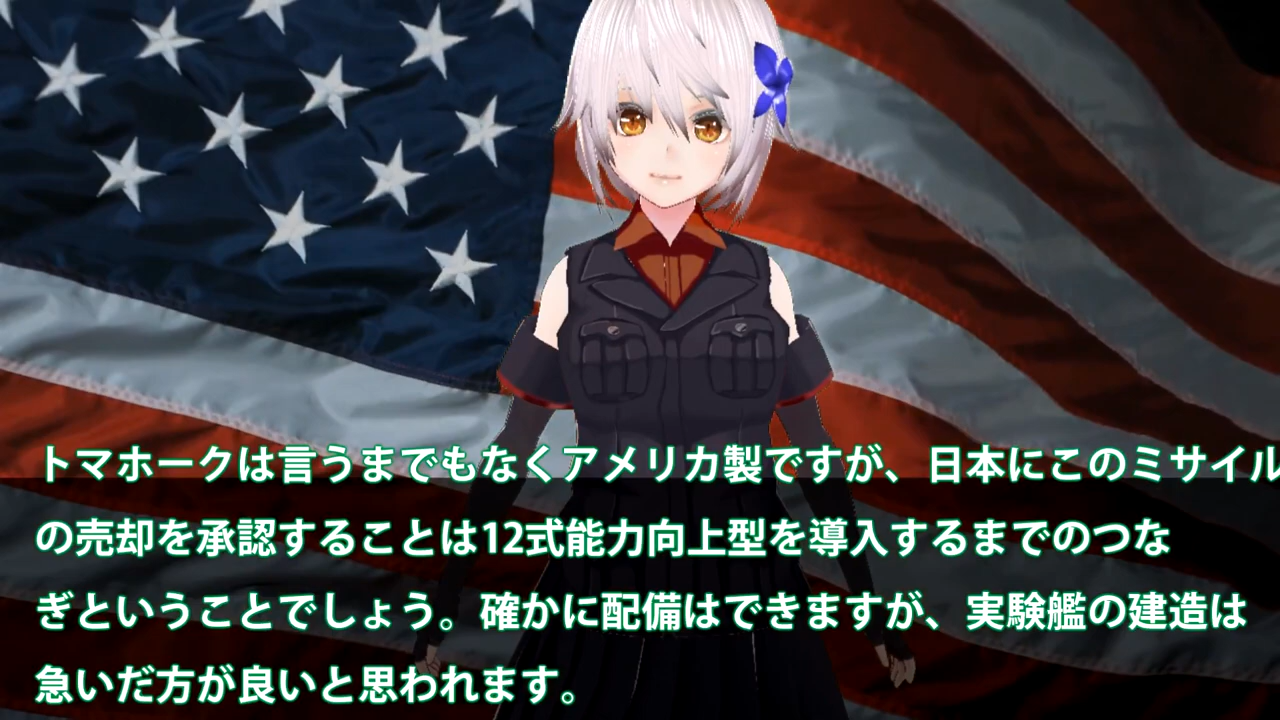 トマホークは言うまでもなくアメリカ製ですが、日本にこのミサイル
の売却を承認することは12式能力向上型を導入するまでのつな
ぎということでしょう。確かに配備はできますが、実験艦の建造は
急いだ方が良いと思われます。